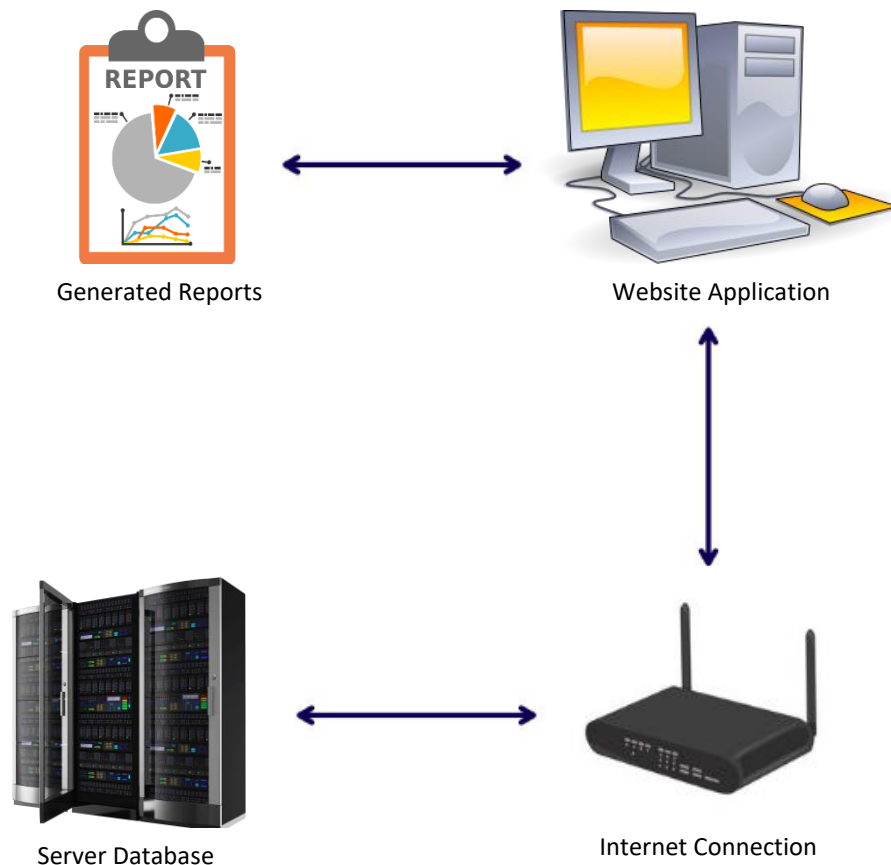 REPORT
Generated Reports
Website Application
Server Database
Internet Connection